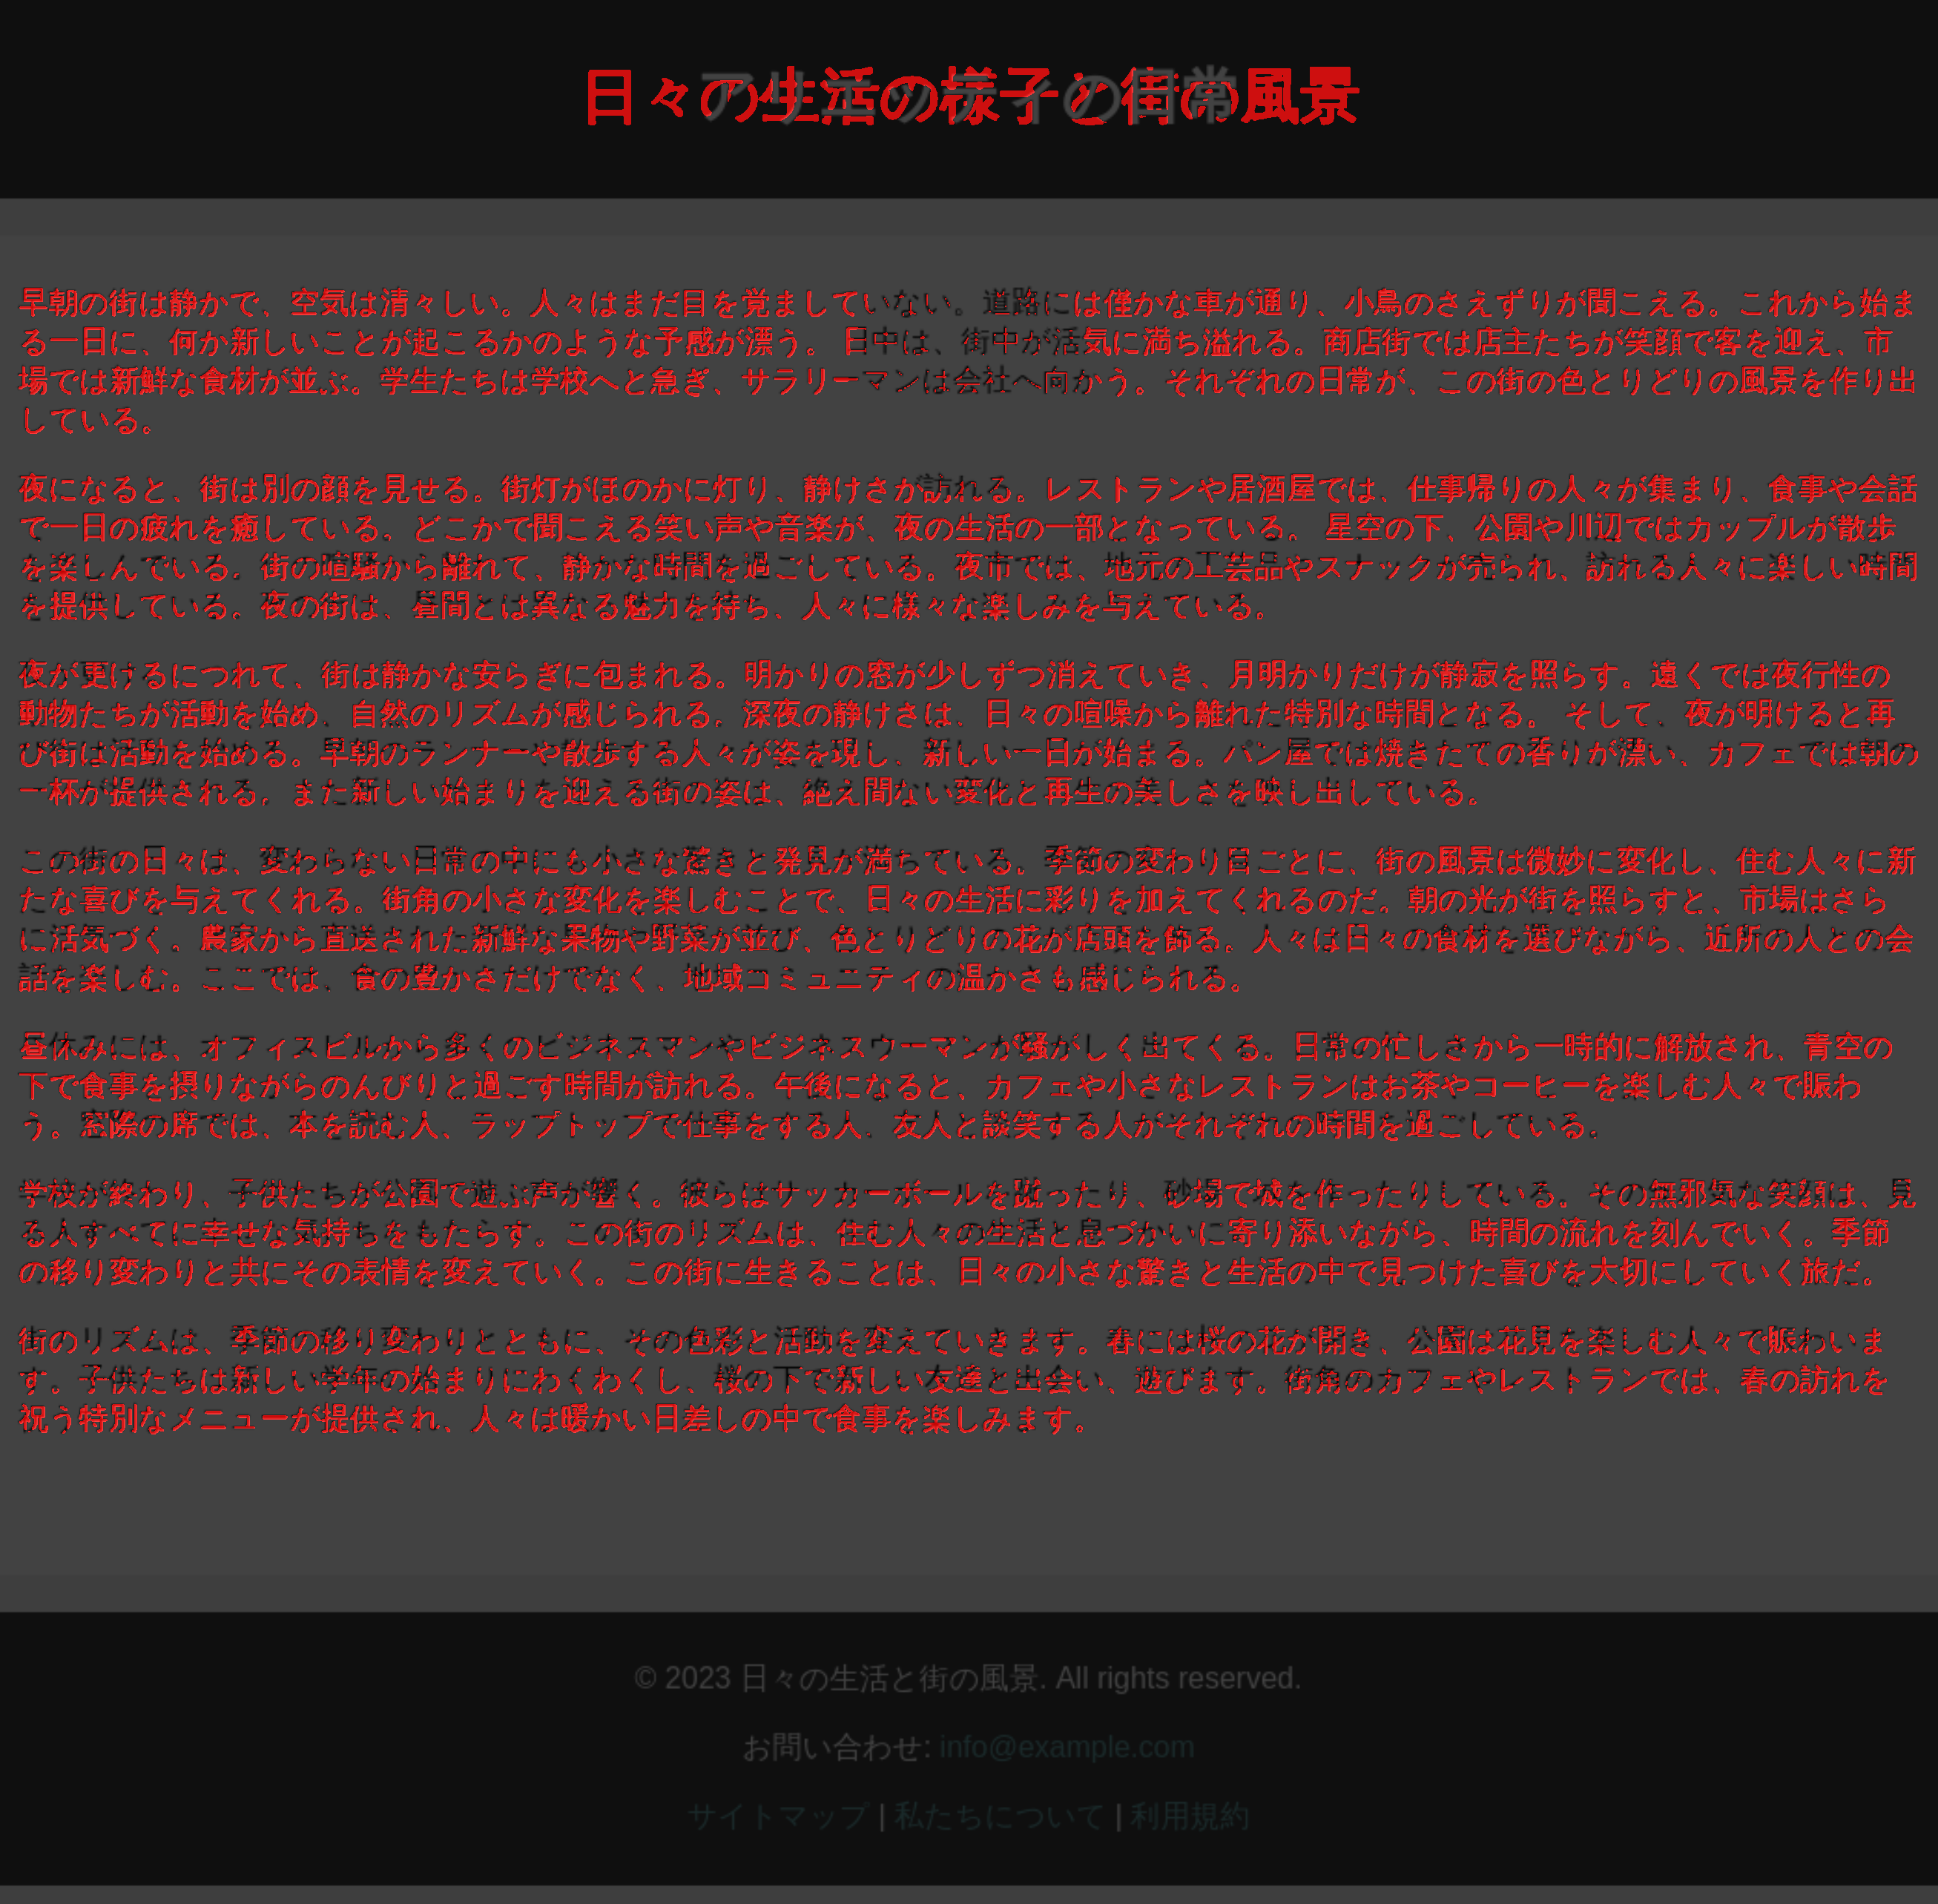 日々の生活の様子と街の風景
早朝の街は静かで、空気は清々しい。人々はまだ目を覚ましていない。道路には僅かな車が通り、小鳥のさえずりが聞こえる。これから始ま
る一日に、何か新しいことが起こるかのような予感が漂う。 日中は、街中が活気に満ち溢れる。商店街では店主たちが笑顔で客を迎え、市
場では新鮮な食材が並ぶ。学生たちは学校へと急ぎ、サラリーマンは会社へ向かう。それぞれの日常が、この街の色とりどりの風景を作り出
している。
夜になると、街は別の顔を見せる。街灯がほのかに灯り、静けさが訪れる。レストランや居酒屋では、仕事帰りの人々が集まり、食事や会話
で一日の疲れを癒している。どこかで聞こえる笑い声や音楽が、夜の生活の一部となっている。 星空の下、公園や川辺ではカップルが散歩
を楽しんでいる。街の喧騒から離れて、静かな時間を過ごしている。夜市では、地元の工芸品やスナックが売られ、訪れる人々に楽しい時間
を提供している。夜の街は、昼間とは異なる魅力を持ち、人々に様々な楽しみを与えている。
夜が更けるにつれて、街は静かな安らぎに包まれる。明かりの窓が少しずつ消えていき、月明かりだけが静寂を照らす。遠くでは夜行性の
動物たちが活動を始め、自然のリズムが感じられる。深夜の静けさは、日々の喧噪から離れた特別な時間となる。 そして、夜が明けると再
び街は活動を始める。早朝のランナーや散歩する人々が姿を現し、新しい一日が始まる。パン屋では焼きたての香りが漂い、カフェでは朝の
一杯が提供される。また新しい始まりを迎える街の姿は、絶え間ない変化と再生の美しさを映し出している。
この街の日々は、変わらない日常の中にも小さな驚きと発見が満ちている。季節の変わり目ごとに、街の風景は微妙に変化し、住む人々に新
たな喜びを与えてくれる。街角の小さな変化を楽しむことで、日々の生活に彩りを加えてくれるのだ。朝の光が街を照らすと、市場はさら
に活気づく。農家から直送された新鮮な果物や野菜が並び、色とりどりの花が店頭を飾る。人々は日々の食材を選びながら、近所の人との会
話を楽しむ。ここでは、食の豊かさだけでなく、地域コミュニティの温かさも感じられる。
昼休みには、オフィスビルから多くのビジネスマンやビジネスウーマンが騒がしく出てくる。日常の忙しさから一時的に解放され、青空の
下で食事を摂りながらのんびりと過ごす時間が訪れる。午後になると、カフェや小さなレストランはお茶やコーヒーを楽しむ人々で賑わ
う。窓際の席では、本を読む人、ラップトップで仕事をする人、友人と談笑する人がそれぞれの時間を過ごしている。
学校が終わり、子供たちが公園で遊ぶ声が響く。彼らはサッカーボールを蹴ったり、砂場で城を作ったりしている。その無邪気な笑顔は、見
る人すべてに幸せな気持ちをもたらす。この街のリズムは、住む人々の生活と息づかいに寄り添いながら、時間の流れを刻んでいく。季節
の移り変わりと共にその表情を変えていく。この街に生きることは、日々の小さな驚きと生活の中で見つけた喜びを大切にしていく旅だ。
街のリズムは、季節の移り変わりとともに、その色彩と活動を変えていきます。春には桜の花が開き、公園は花見を楽しむ人々で賑わいま
す。子供たちは新しい学年の始まりにわくわくし、桜の下で新しい友達と出会い、遊びます。街角のカフェやレストランでは、春の訪れを
祝う特別なメニューが提供され、人々は暖かい日差しの中で食事を楽しみます。
© 2023 日々の生活と街の風景. All rights reserved.
お問い合わせ: info@example.com
サイトマップ | 私たちについて | 利用規約